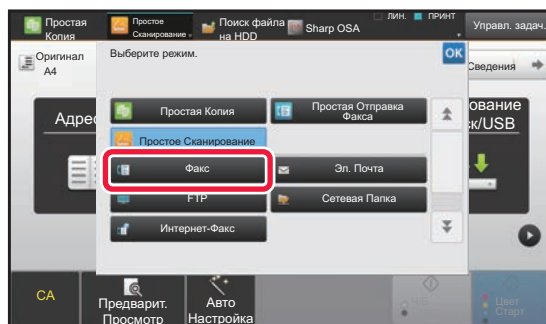 Простая
Копия
Простое
Сканирование
Поиск файла
на HDD
Sharp OSA
ЛИН.
ПРИНТ
Управл. задач.
Оригинал
A4
Выберите режим.
OK
Сведения
Адрес
ование
к/USB
Простая Копия
Простая Отправка
Факса
Простое Сканирование
Факс
Эл. Почта
FTP
Сетевая Папка
Интернет-Факс
CA
Предварит.
Просмотр
Авто
Настройка
Ч/Б
Цвет
Старт